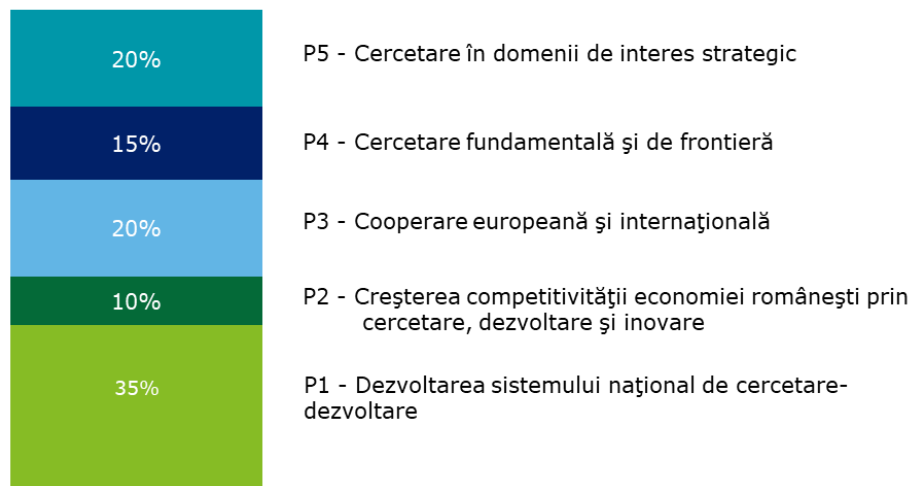 20%
P5 - Cercetare în domenii de interes strategic
15%
P4 - Cercetare fundamentală şi de frontieră
20%
P3 - Cooperare europeană şi internaţională
10%
P2 - Creşterea competitivităţii economiei româneşti prin
cercetare, dezvoltare şi inovare
35%
P1 - Dezvoltarea sistemului naţional de cercetare-
dezvoltare